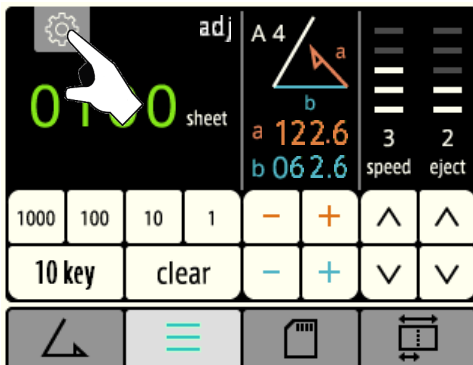 adj
0100 sheet
A 4
a
b
a 122.6
b 062.6
3 2
speed eject
1000 100 10 1 − +
10 key clear − +